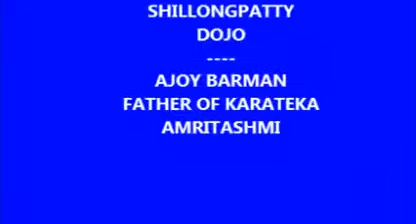 SHILLONGPATTY
DOJO
----
AJOY BARMAN
FATHER OF KARATEKA
AMRITASHMI